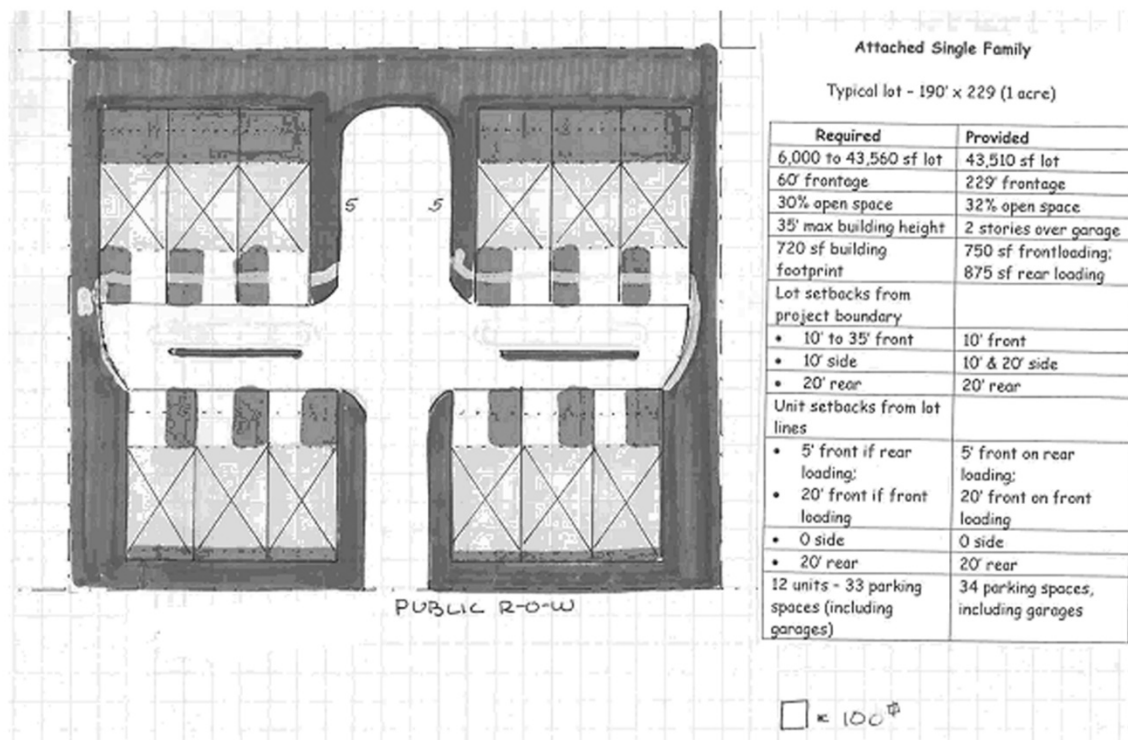 Attached Single Family
Typical lot - 190' x 229 (1 acre)
Required Provided
6,000 to 43,560 sf lot 43,510 sf lot
60' frontage 229' frontage
30% open space 32% open space
35' max building height 2 stories over garage
720 sf building footprint 750 sf frontloading; 875 sf rear loading
Lot setbacks from project boundary
• 10' to 35' front 10' front
• 10' side 10' & 20' side
• 20' rear 20' rear
Unit setbacks from lot lines
• 5' front if rear loading; 5' front on rear loading;
• 20' front if front loading 20' front on front loading
• 0 side 0 side
• 20' rear 20' rear
12 units - 33 parking spaces (including garages) 34 parking spaces, including garages
5 5
PUBLIC R-O-W
= 100